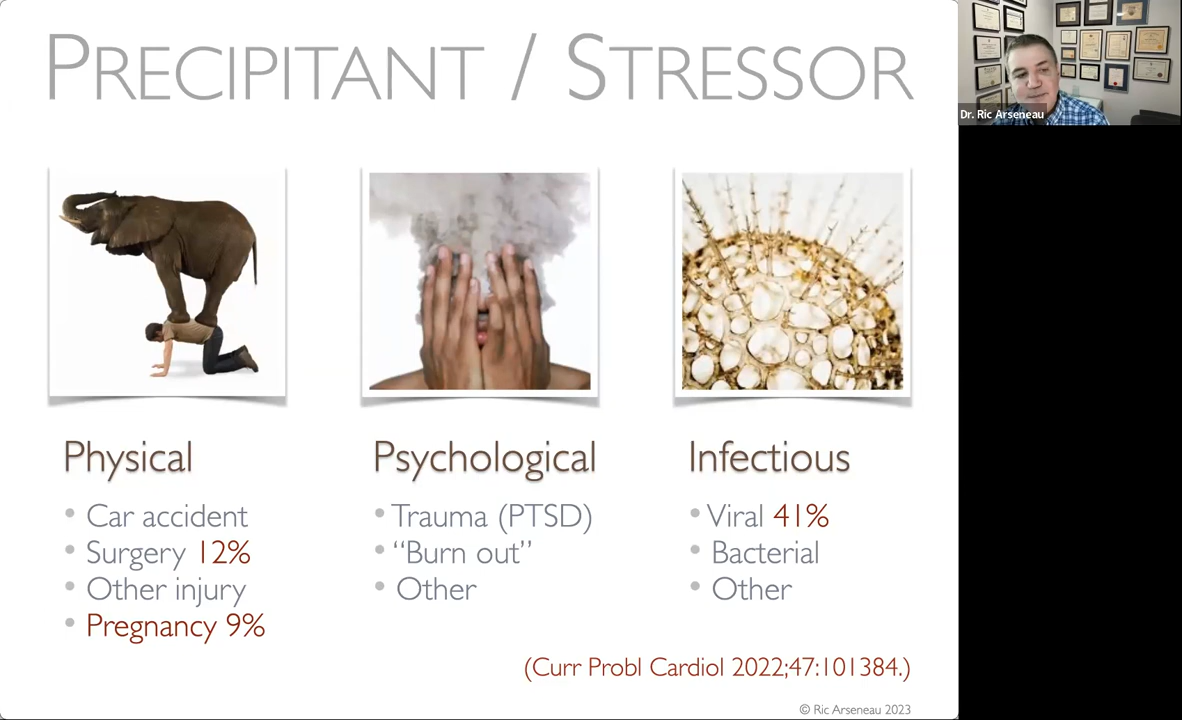 PRECIPITANT / STRESSOR
Dr. Ric Arseneau
Physical
• Car accident
• Surgery 12%
• Other injury
• Pregnancy 9%
Psychological
• Trauma (PTSD)
• “Burn out”
• Other
Infectious
• Viral 41%
• Bacterial
• Other
(Curr Probl Cardiol 2022;47:101384.)
© Ric Arseneau 2023